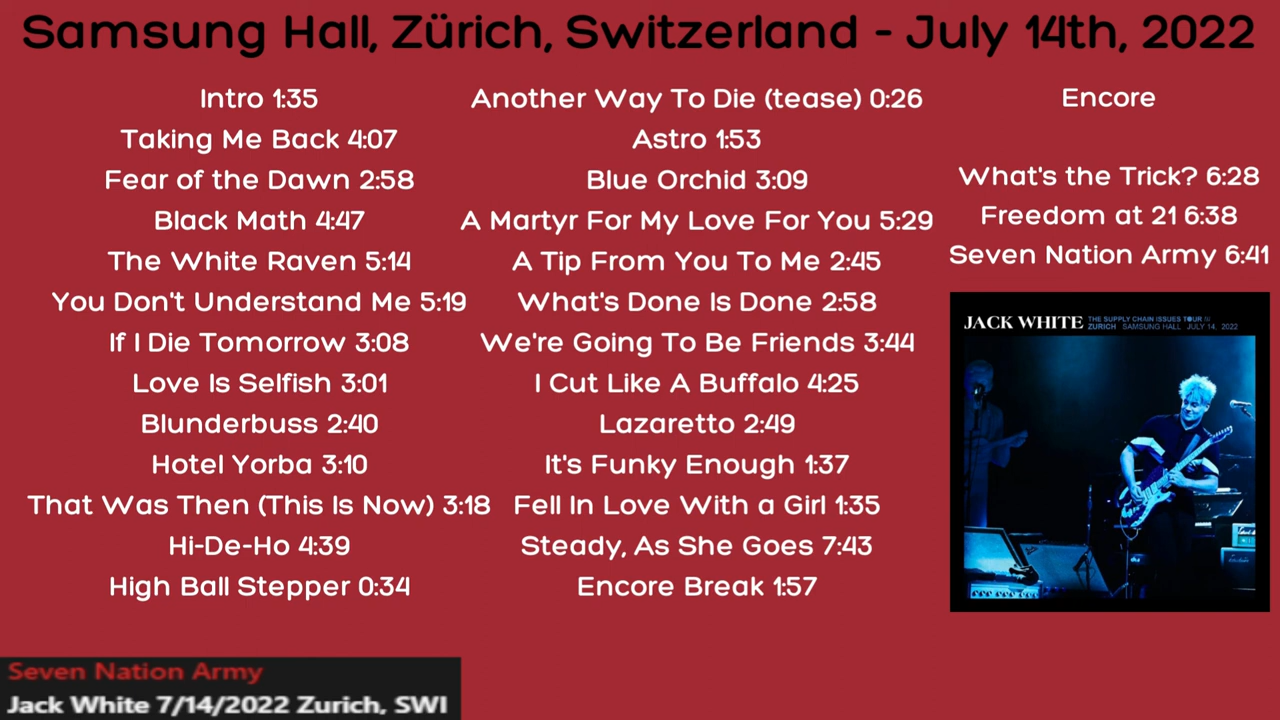 Samsung Hall, Zürich, Switzerland - July 14th, 2022
Intro 1:35
Taking Me Back 4:07
Fear of the Dawn 2:58
Black Math 4:47
The White Raven 5:14
You Don't Understand Me 5:19
If I Die Tomorrow 3:08
Love Is Selfish 3:01
Blunderbuss 2:40
Hotel Yorba 3:10
That Was Then (This Is Now) 3:18
Hi-De-Ho 4:39
High Ball Stepper 0:34
Another Way To Die (tease) 0:26
Astro 1:53
Blue Orchid 3:09
A Martyr For My Love For You 5:29
A Tip From You To Me 2:45
What's Done Is Done 2:58
We're Going To Be Friends 3:44
I Cut Like A Buffalo 4:25
Lazaretto 2:49
It's Funky Enough 1:37
Fell In Love With a Girl 1:35
Steady, As She Goes 7:43
Encore Break 1:57
Encore
What's the Trick? 6:28
Freedom at 21 6:38
Seven Nation Army 6:41
JACK WHITE THE SUPPLY CHAIN ISSUES TOUR ///
ZURICH SAMSUNG HALL JULY 14, 2022
Seven Nation Army
Jack White 7/14/2022 Zurich, SWI